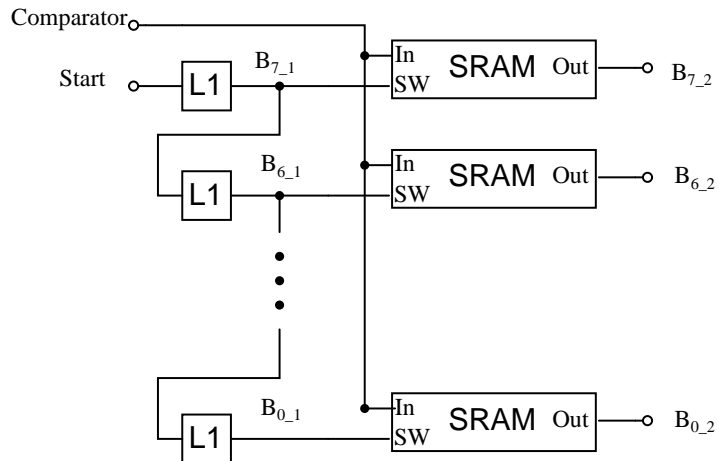 Comparator
Start
L1
B7_1
In
SW
SRAM
Out
B7_2
L1
B6_1
In
SW
SRAM
Out
B6_2
L1
B0_1
In
SW
SRAM
Out
B0_2